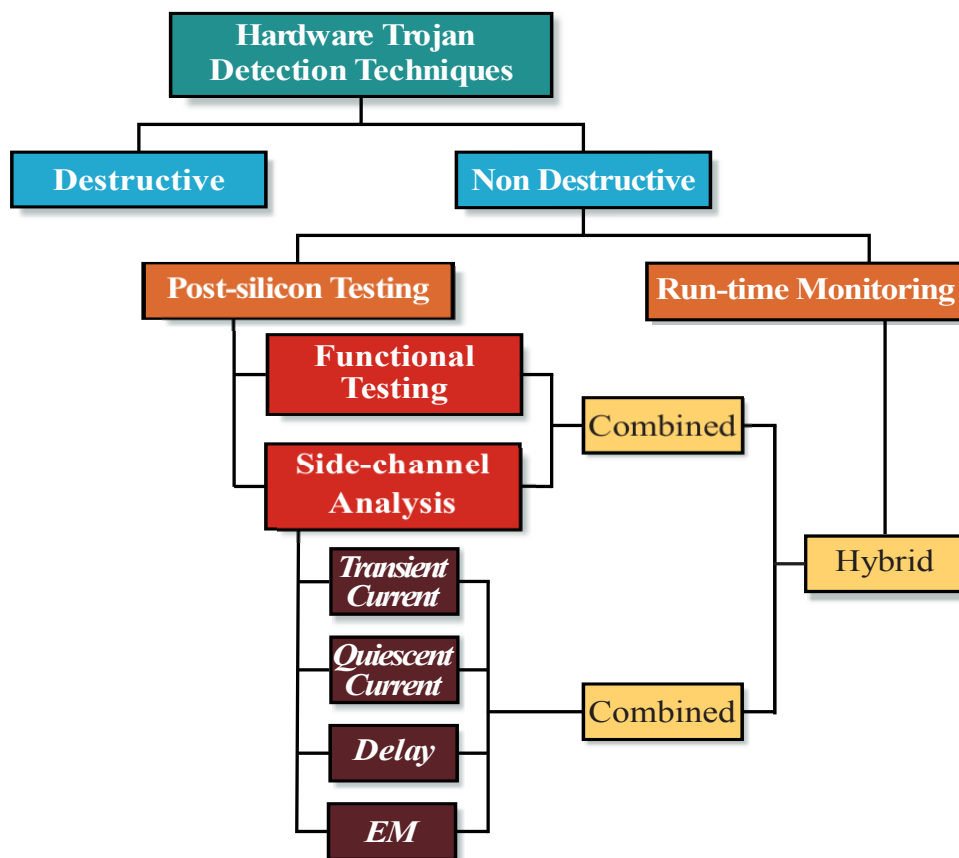 Hardware Trojan
Detection Techniques
Destructive
Non Destructive
Post-silicon Testing
Run-time Monitoring
Functional
Testing
Combined
Side-channel
Analysis
Hybrid
Transient
Current
Quiescent
Current
Combined
Delay
EM